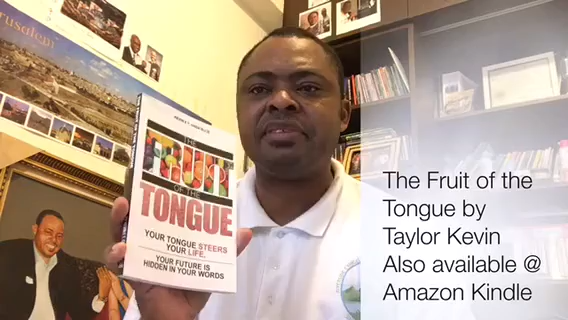 Jerusalem
THE
FRUIT
OF THE
TONGUE
YOUR TONGUE STEERS
YOUR LIFE.
YOUR FUTURE IS
HIDDEN IN YOUR WORDS
The Fruit of the
Tongue by
Taylor Kevin
Also available @
Amazon Kindle